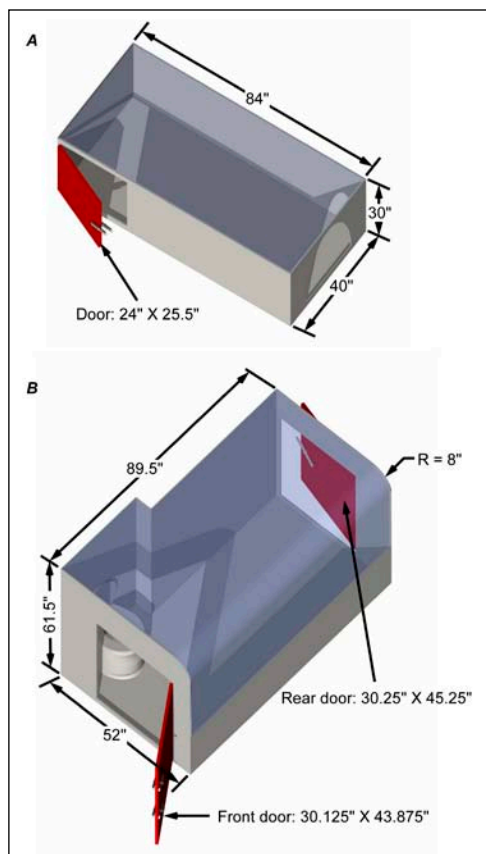 A
84"
30"
40"
Door: 24" X 25.5"
B
89.5"
R = 8"
61.5"
Rear door: 30.25" X 45.25"
52"
Front door: 30.125" X 43.875"